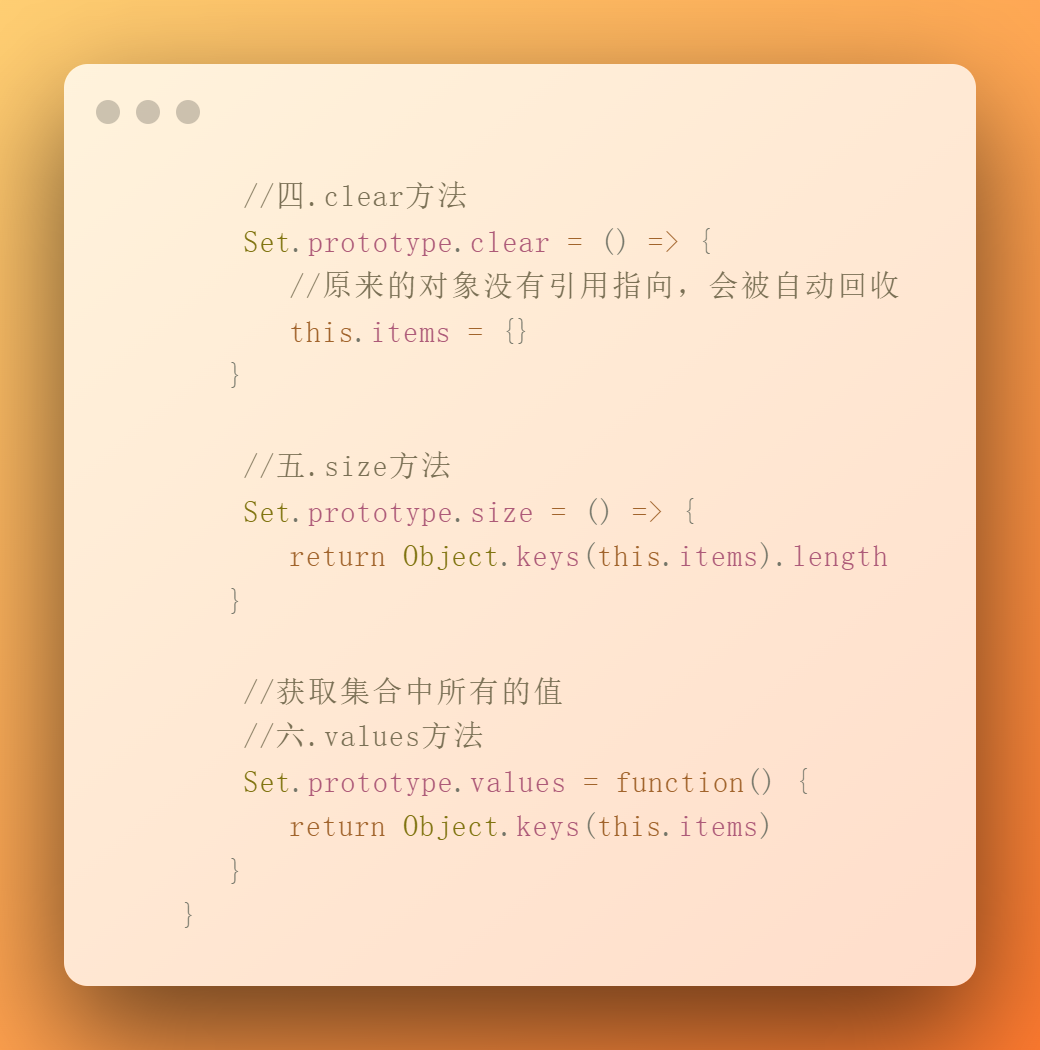 //四.clear方法
Set.prototype.clear = () => {
//原来的对象没有引用指向，会被自动回收
this.items = {}
}
//五.size方法
Set.prototype.size = () => {
return Object.keys(this.items).length
}
//获取集合中所有的值
//六.values方法
Set.prototype.values = function() {
return Object.keys(this.items)
}
}